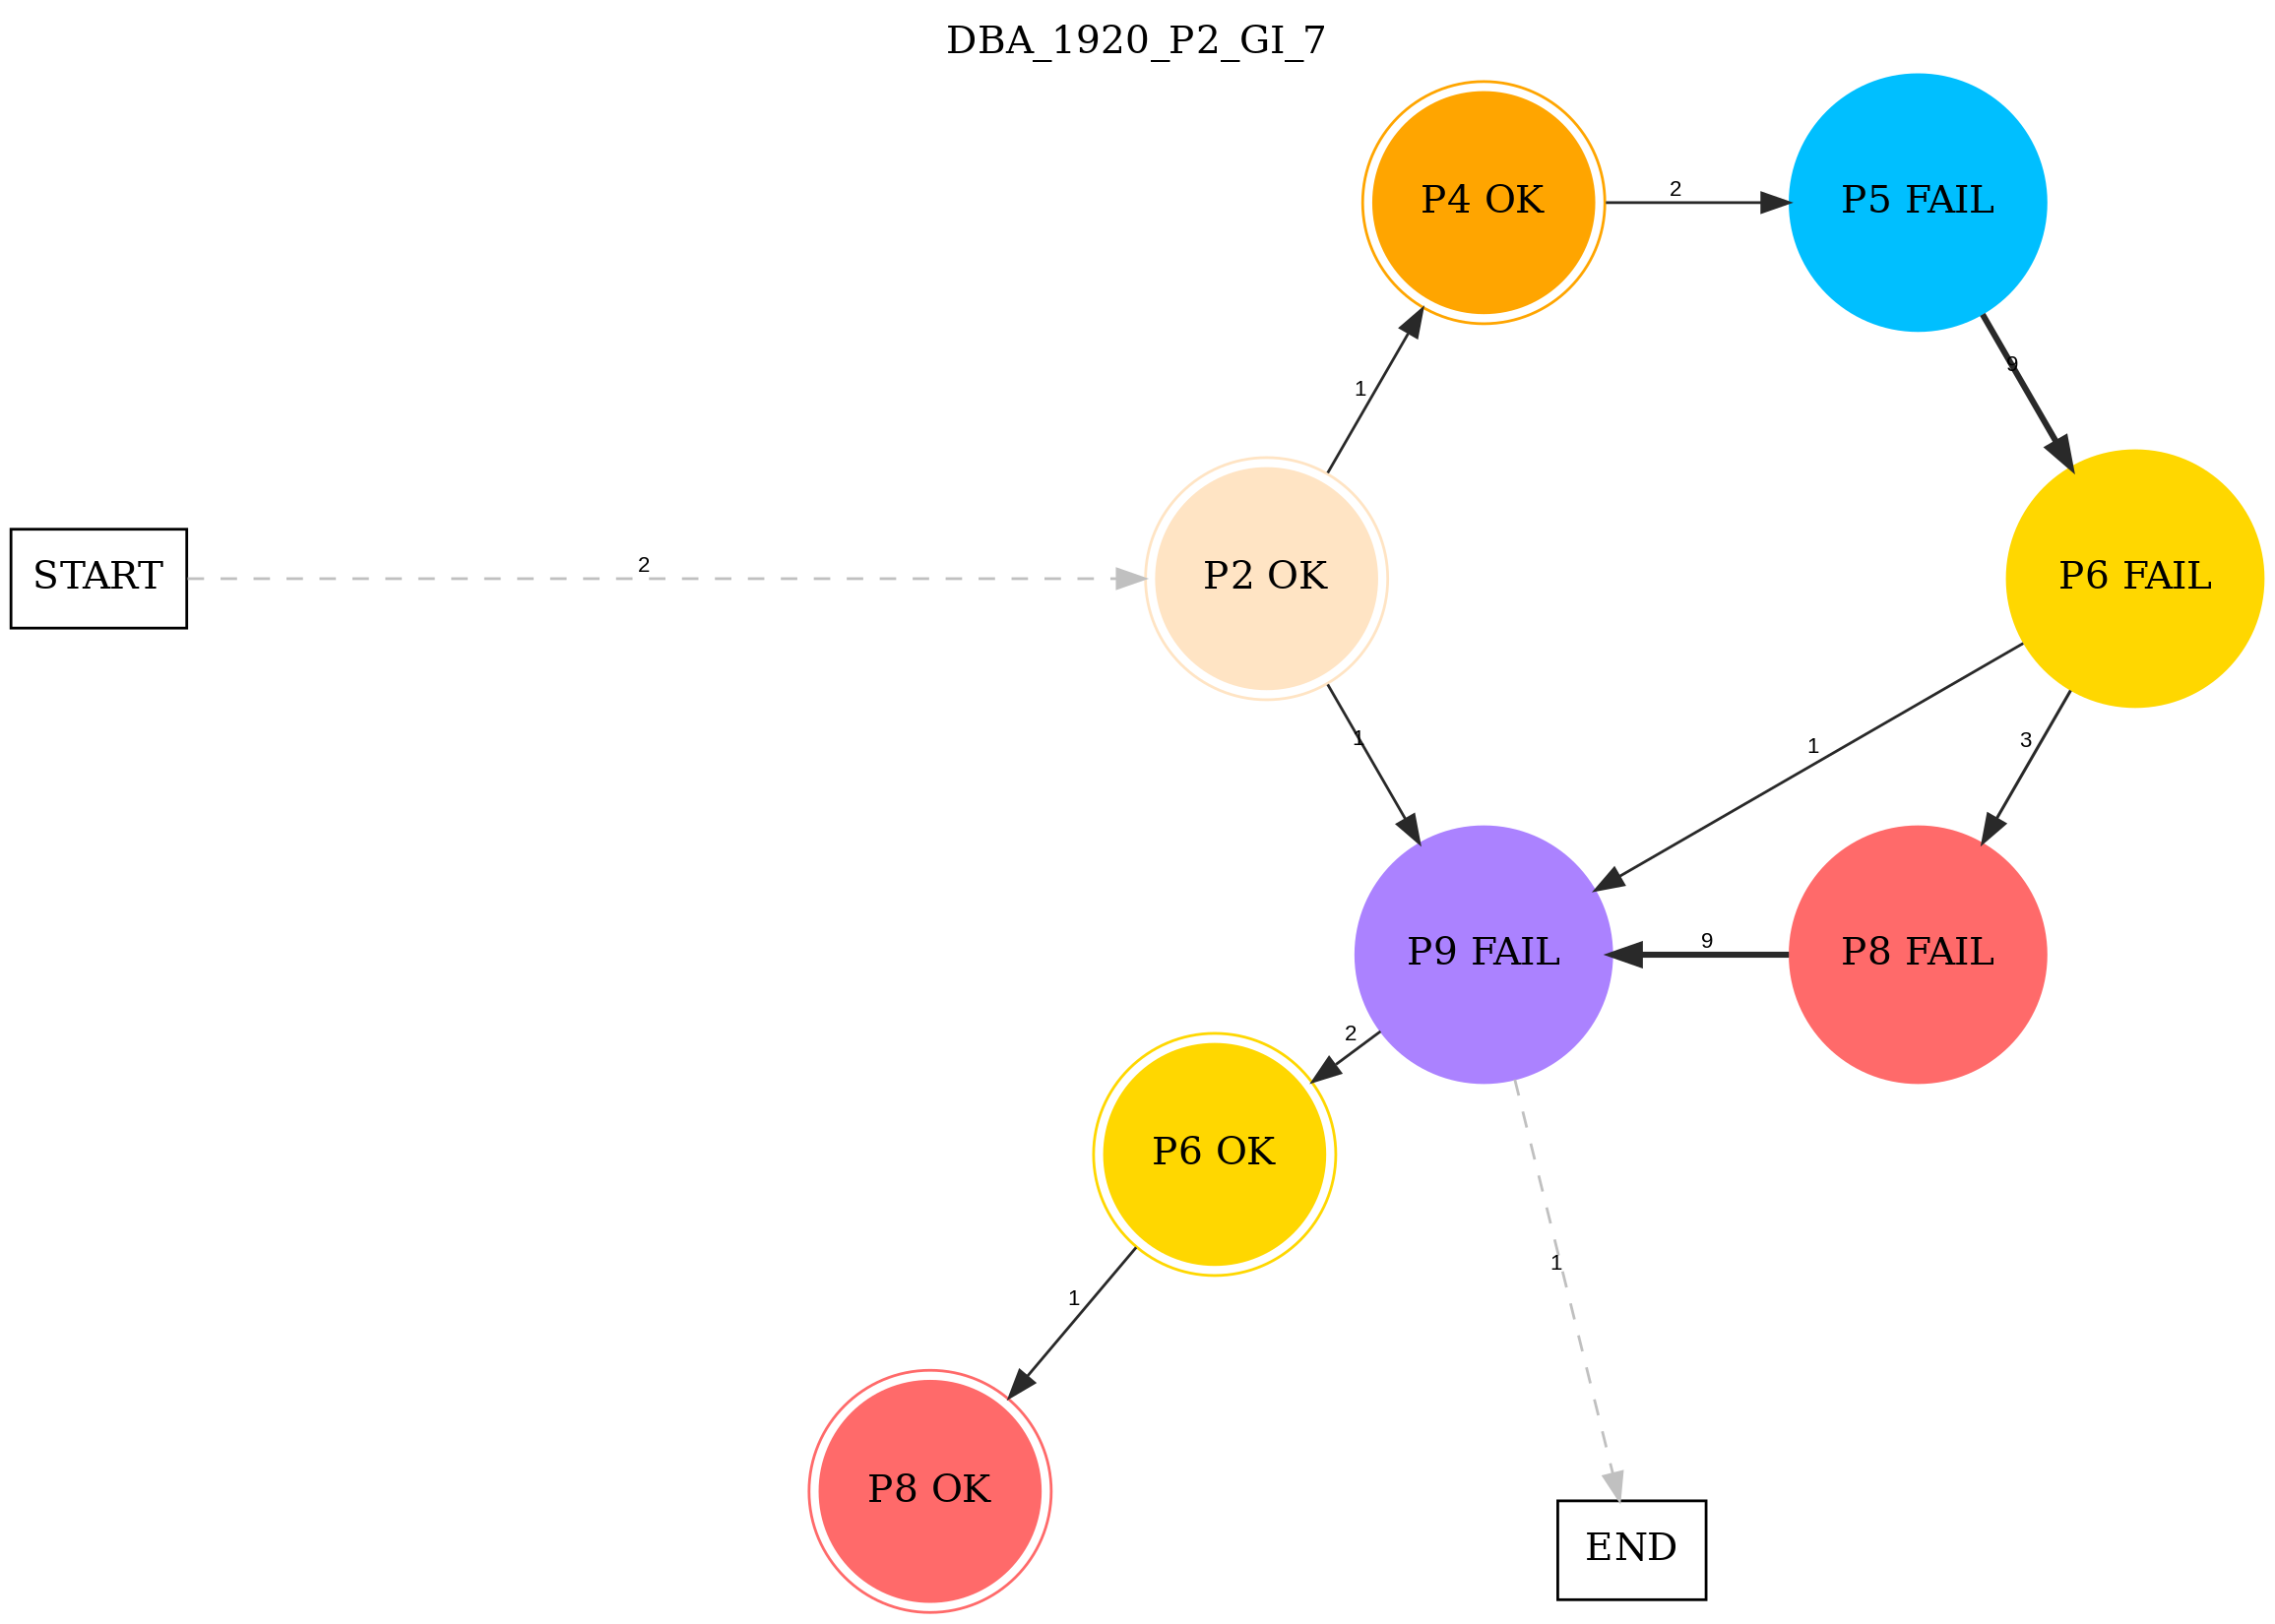 DBA_1920_P2_GI_7
P4 OK
2
P5 FAIL
9
1
START
2
P2 OK
P6 FAIL
1
1
3
P9 FAIL
9
P8 FAIL
2
P6 OK
1
1
P8 OK
END